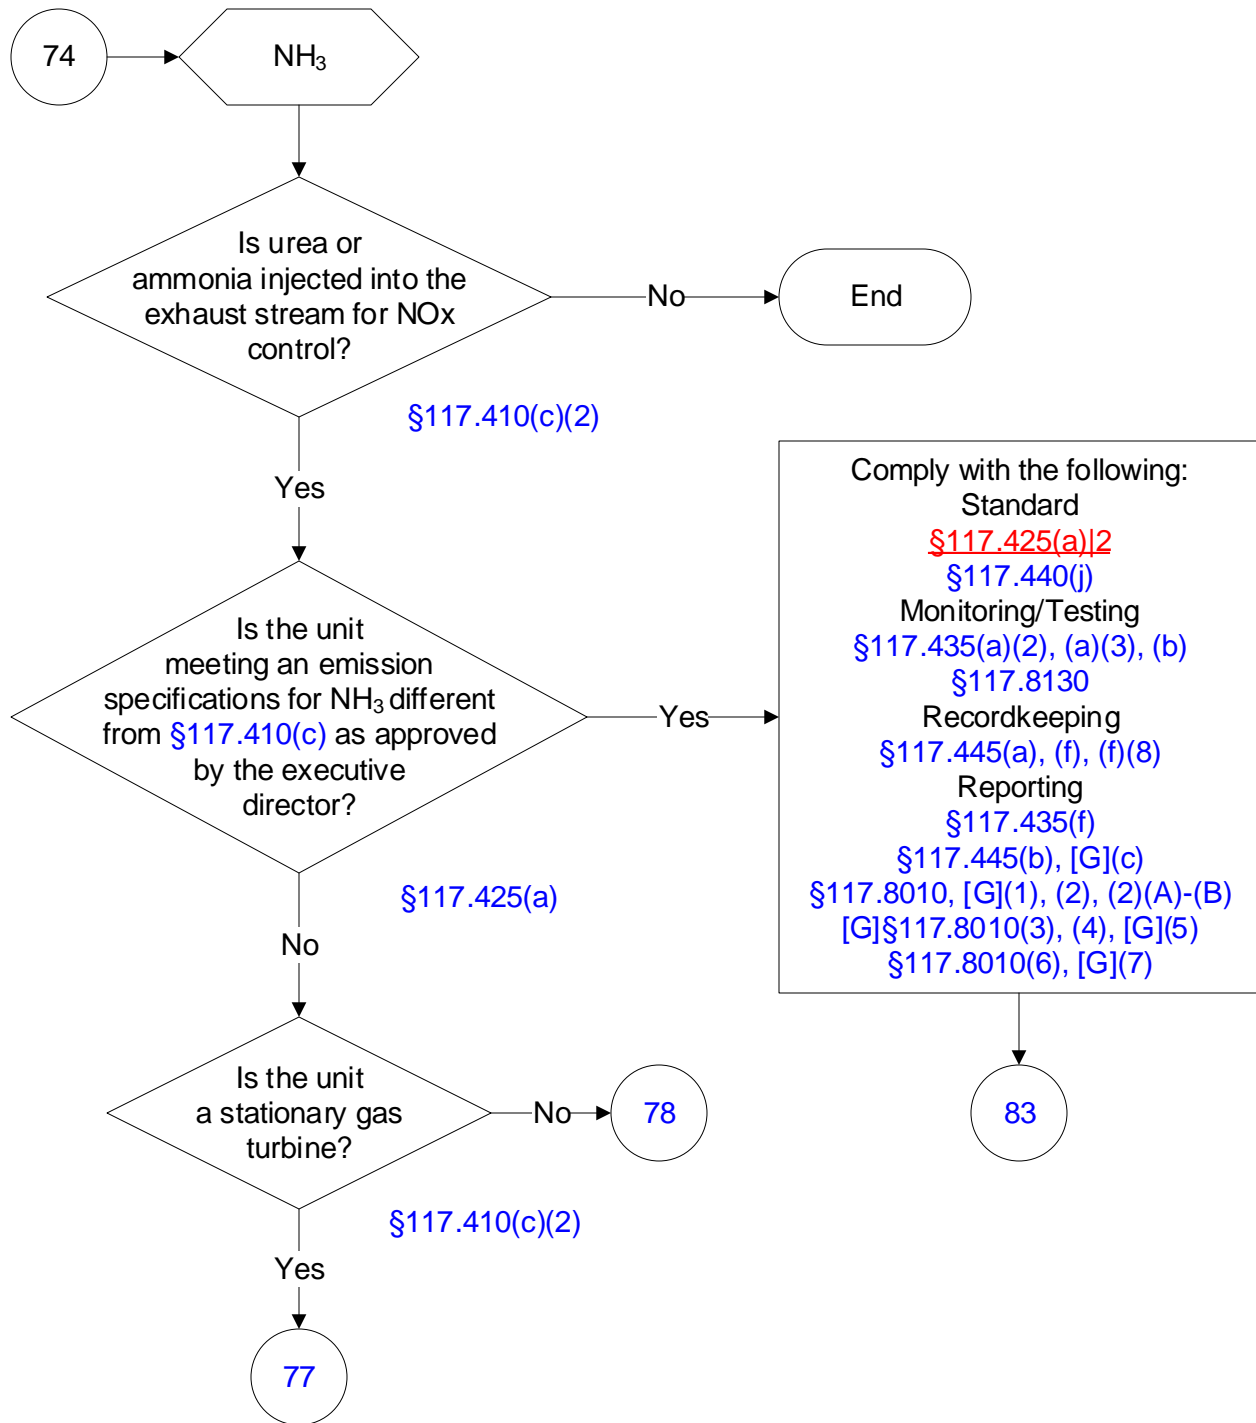 74
NH₃
Is urea or
ammonia injected into the
exhaust stream for NOx
control?
No
End
§117.410(c)(2)
Yes
Is the unit
meeting an emission
specifications for NH₃ different
from §117.410(c) as approved
by the executive
director?
Yes
Comply with the following:
Standard
§117.425(a)|2
§117.440(j)
Monitoring/Testing
§117.435(a)(2), (a)(3), (b)
§117.8130
Recordkeeping
§117.445(a), (f), (f)(8)
Reporting
§117.435(f)
§117.445(b), [G](c)
§117.8010, [G](1), (2), (2)(A)-(B)
[G]§117.8010(3), (4), [G](5)
§117.8010(6), [G](7)
§117.425(a)
No
Is the unit
a stationary gas
turbine?
No
78
83
§117.410(c)(2)
Yes
77